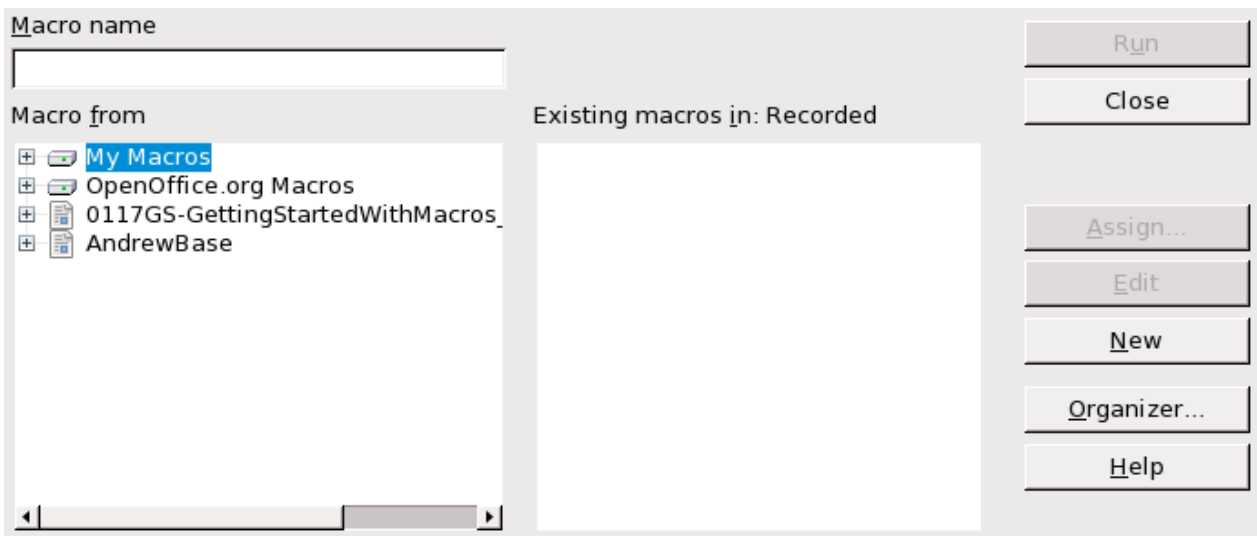 Macro name
Run
Close
Macro from
Existing macros in: Recorded
My Macros
OpenOffice.org Macros
0117GS-GettingStartedWithMacros_
AndrewBase
Assign...
Edit
New
Organizer...
Help